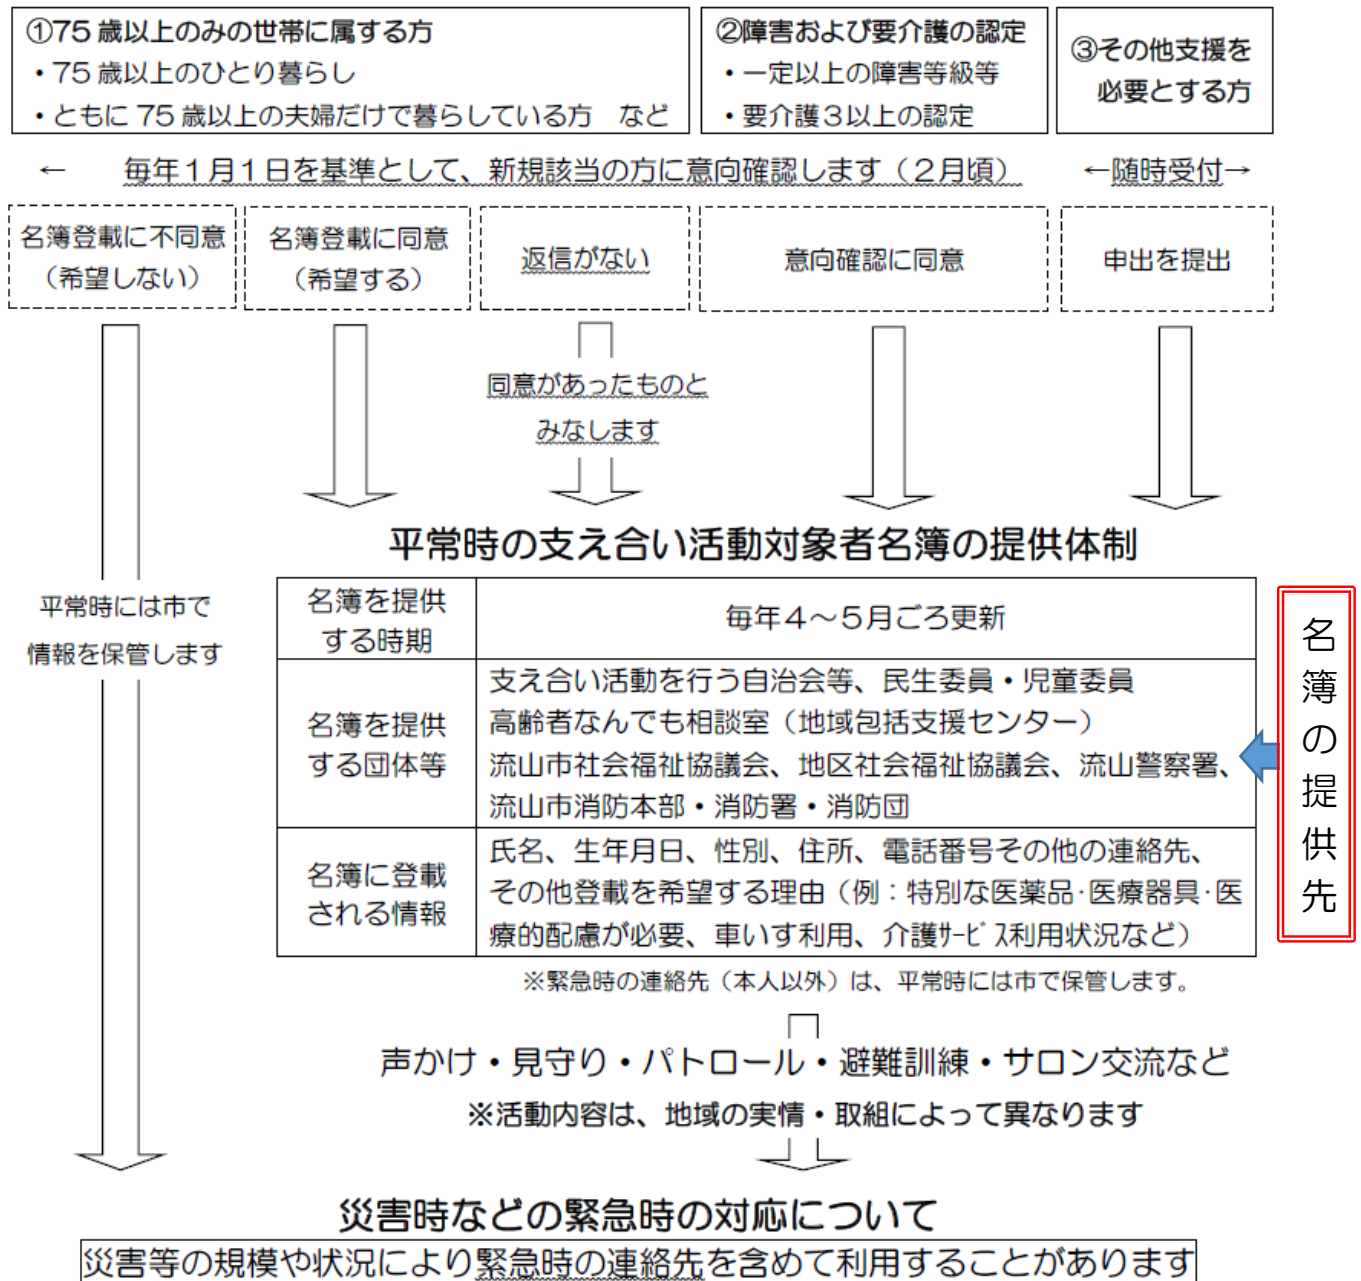 ①75歳以上のみの世帯に属する方
・75歳以上のひとり暮らし
・ともに75歳以上の夫婦だけで暮らしている方　など
②障害および要介護の認定
・一定以上の障害等級等
・要介護３以上の認定
③その他支援を
必要とする方
←　毎年１月１日を基準として、新規該当の方に意向確認します（２月頃）
←随時受付→
名簿登載に不同意
（希望しない）
名簿登載に同意
（希望する）
返信がない
意向確認に同意
申出を提出
同意があったものと
みなします
平常時には市で
情報を保管します
平常時の支え合い活動対象者名簿の提供体制
名簿を提供
する時期
毎年４～５月ごろ更新
名簿を提供
する団体等
支え合い活動を行う自治会等、民生委員・児童委員
高齢者なんでも相談室（地域包括支援センター）
流山市社会福祉協議会、地区社会福祉協議会、流山警察署、
流山市消防本部・消防署・消防団
名簿に登載
される情報
氏名、生年月日、性別、住所、電話番号その他の連絡先、
その他登載を希望する理由（例：特別な医薬品･医療器具･医
療的配慮が必要、車いす利用、介護ｻｰﾋﾞｽ利用状況など）
名簿の提供先
※緊急時の連絡先（本人以外）は、平常時には市で保管します。
声かけ・見守り・パトロール・避難訓練・サロン交流など
※活動内容は、地域の実情・取組によって異なります
災害時などの緊急時の対応について
災害等の規模や状況により緊急時の連絡先を含めて利用することがあります